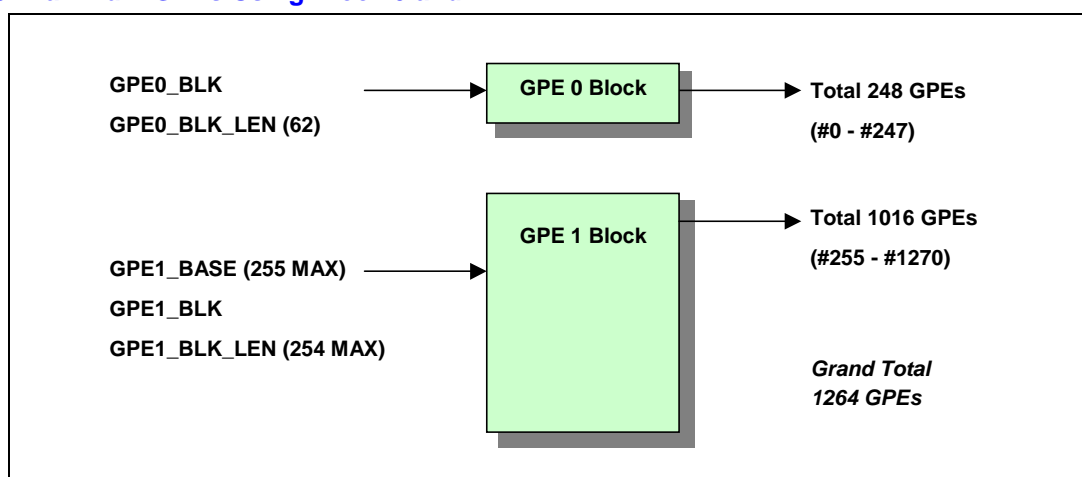 GPE0_BLK
GPE0_BLK_LEN (62)
GPE 0 Block
Total 248 GPEs
(#0 - #247)
GPE1_BASE (255 MAX)
GPE1_BLK
GPE1_BLK_LEN (254 MAX)
GPE 1 Block
Total 1016 GPEs
(#255 - #1270)
Grand Total
1264 GPEs